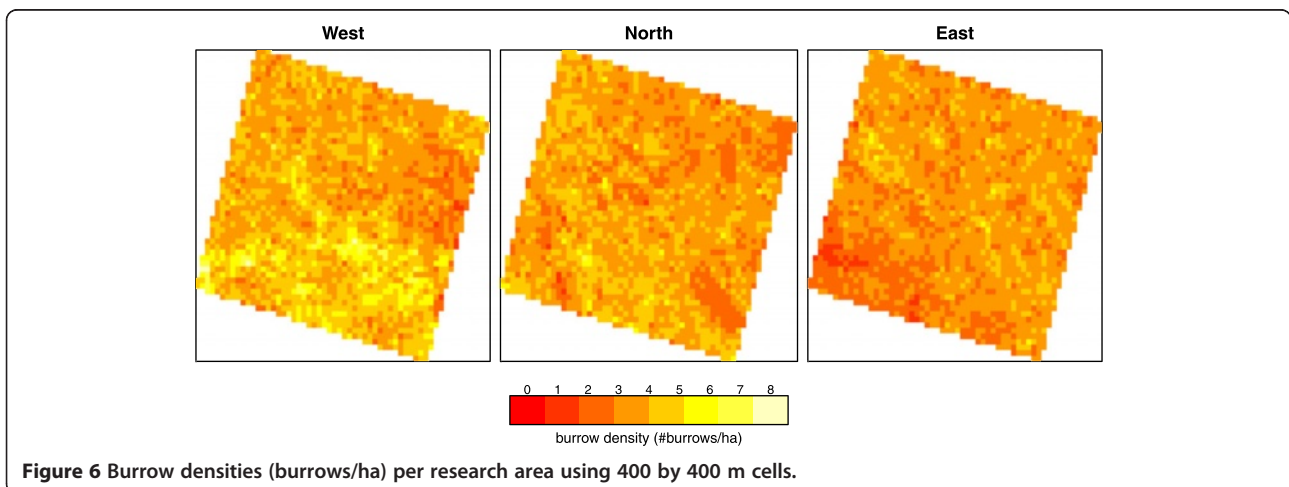 West North East
0 1 2 3 4 5 6 7 8
burrow density (#burrows/ha)
Figure 6 Burrow densities (burrows/ha) per research area using 400 by 400 m cells.